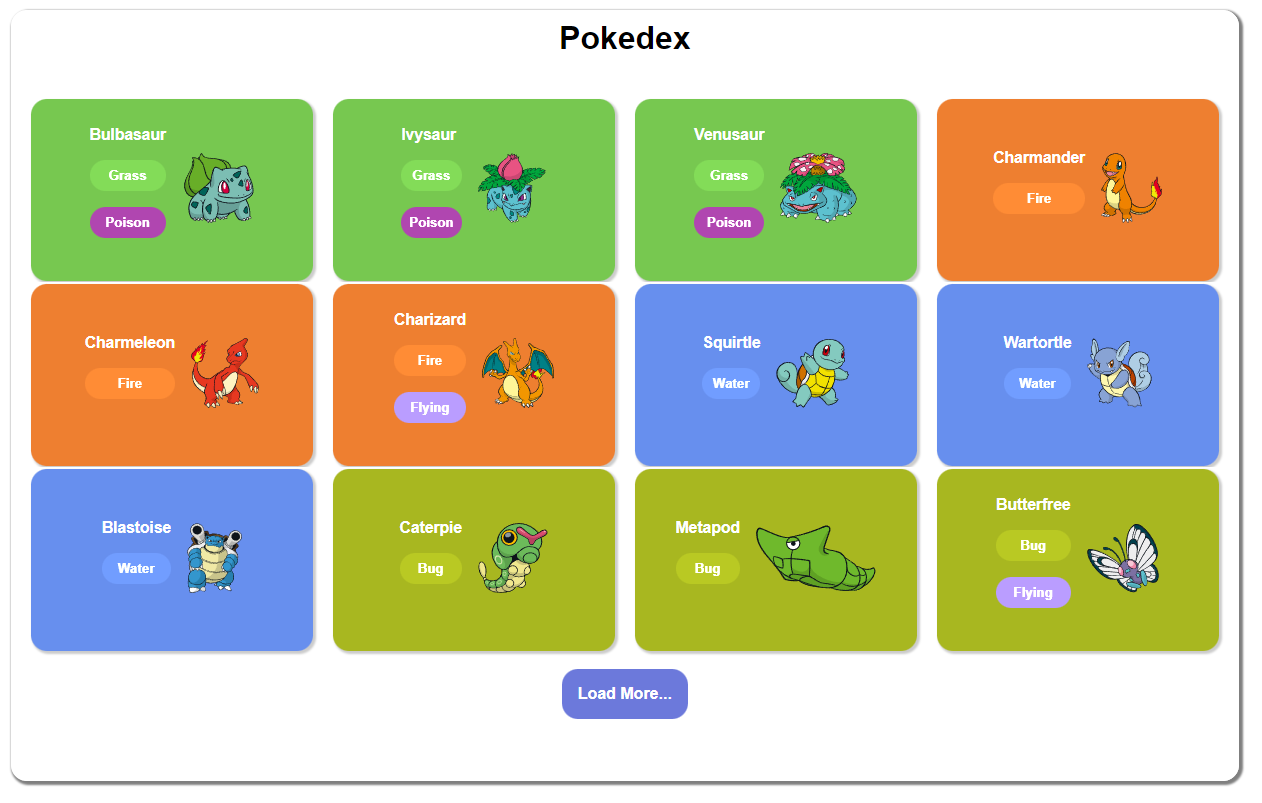 Pokedex
Bulbasaur
Grass
Poison
Ivysaur
Grass
Poison
Venusaur
Grass
Poison
Charmander
Fire
Charmeleon
Fire
Charizard
Fire
Flying
Squirtle
Water
Wartortle
Water
Blastoise
Water
Caterpie
Bug
Metapod
Bug
Butterfree
Bug
Flying
Load More...